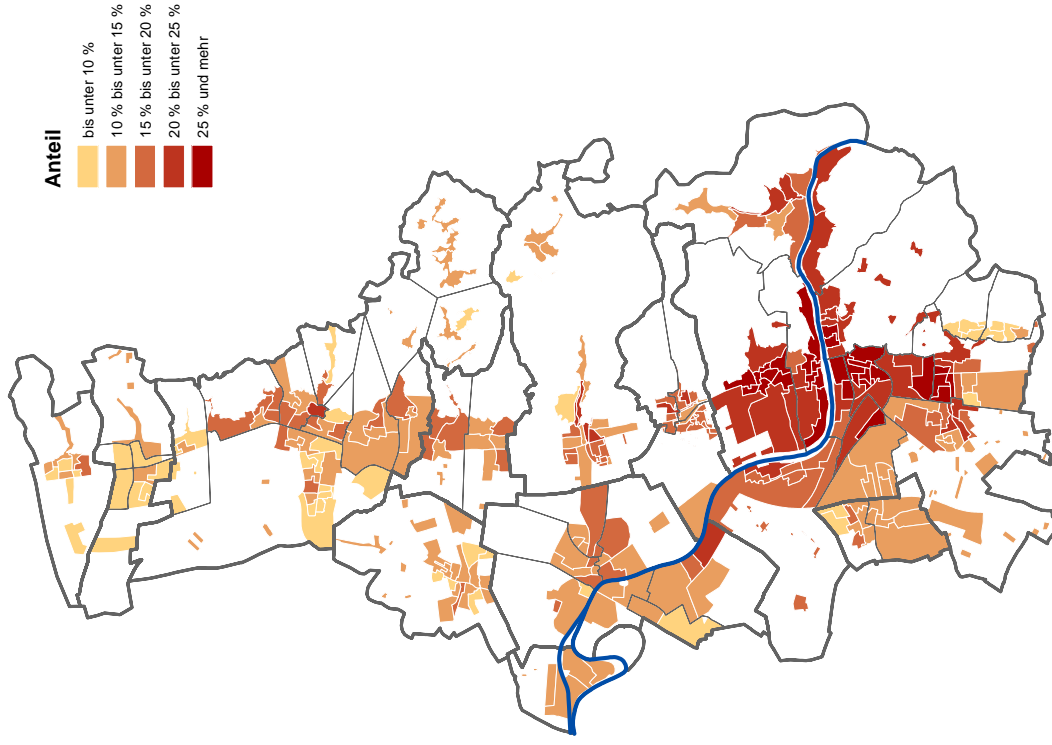 Anteil
bis unter 10 %
10 % bis unter 15 %
15 % bis unter 20 %
20 % bis unter 25 %
25 % und mehr